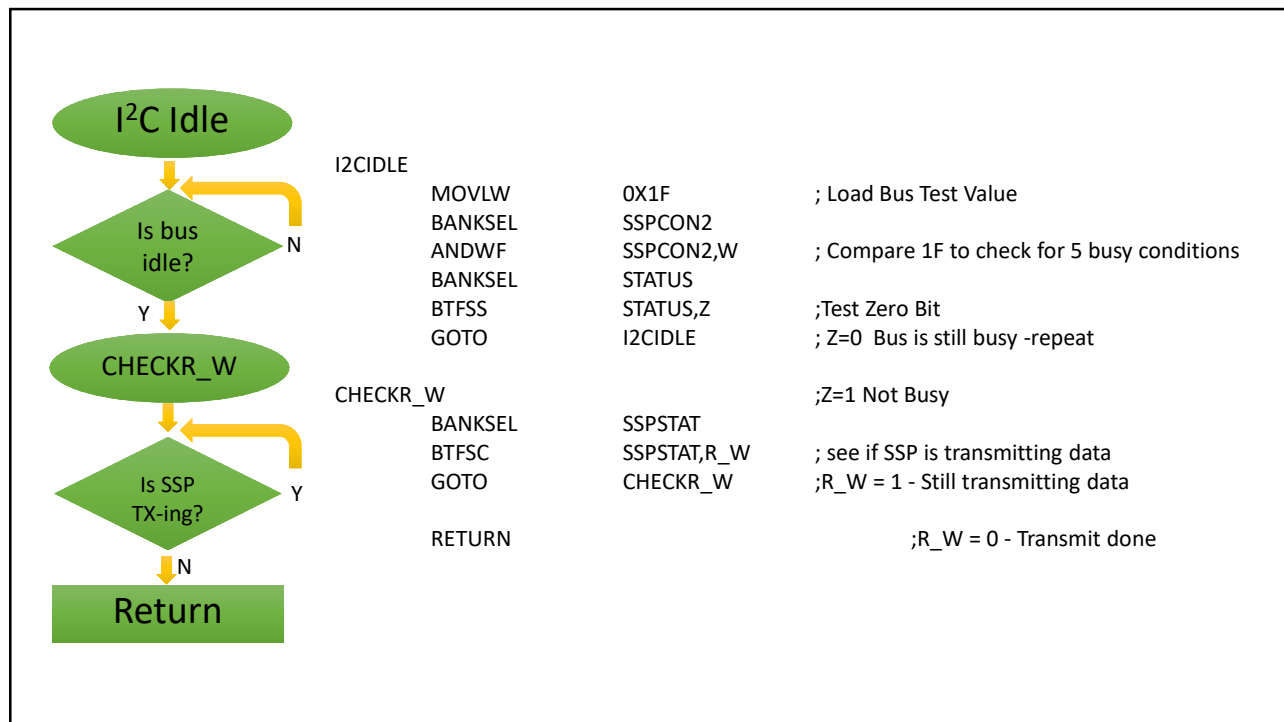 I²C Idle
Is bus
idle?
N
Y
CHECKR_W
Is SSP
TX-ing?
Y
N
Return
I2CIDLE
MOVLW 0X1F ; Load Bus Test Value
BANKSEL SSPCON2
ANDWF SSPCON2,W ; Compare 1F to check for 5 busy conditions
BANKSEL STATUS
BTFSS STATUS,Z ;Test Zero Bit
GOTO I2CIDLE ; Z=0 Bus is still busy -repeat
CHECKR_W ;Z=1 Not Busy
BANKSEL SSPSTAT
BTFSC SSPSTAT,R_W ; see if SSP is transmitting data
GOTO CHECKR_W ;R_W = 1 - Still transmitting data
RETURN ;R_W = 0 - Transmit done